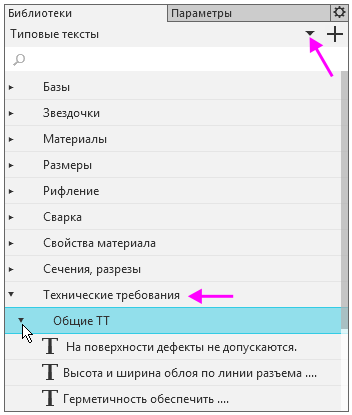 Библиотеки Параметры
Типовые тексты
Базы
Звездочки
Материалы
Размеры
Рифление
Сварка
Свойства материала
Сечения, разрезы
Технические требования
Общие ТТ
T На поверхности дефекты не допускаются.
T Высота и ширина облоя по линии разъема ....
T Герметичность обеспечить ....